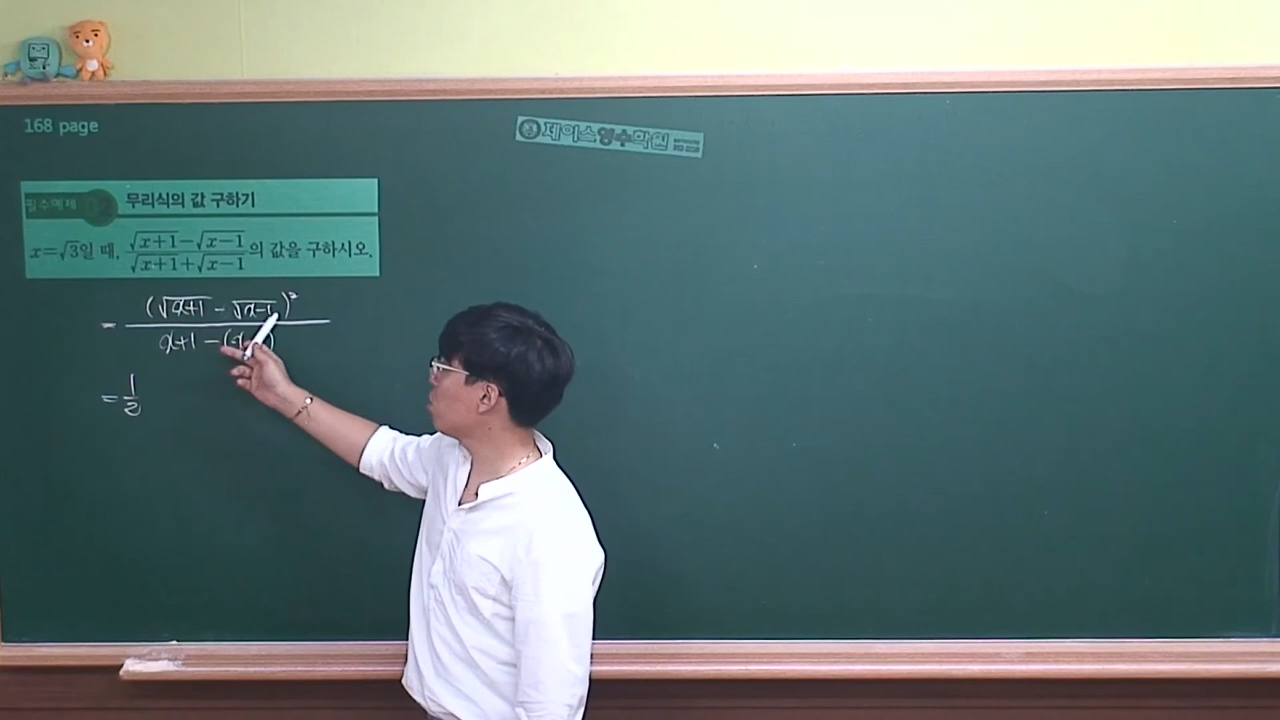 168 page
제이스영수학원
필수예제 02 무리식의 값 구하기
x=√3일 때, (√(x+1)-√(x-1))/(√(x+1)+√(x-1))의 값을 구하시오.
= (√(x+1) - √(x-1))²
x+1-(x
= 1/2